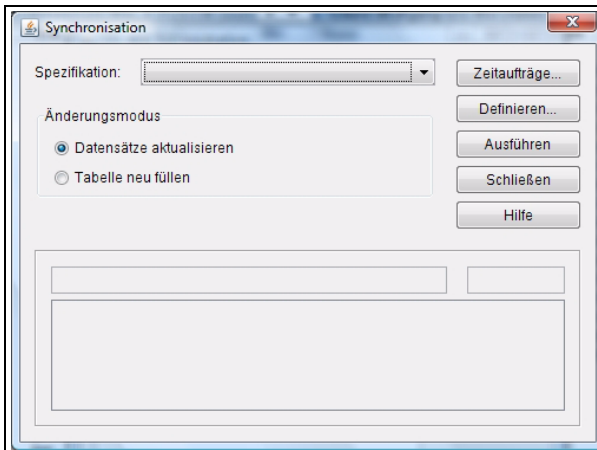 Synchronisation
Spezifikation:
Zeitaufträge...
Änderungsmodus
Definieren...
Datensätze aktualisieren
Ausführen
Tabelle neu füllen
Schließen
Hilfe